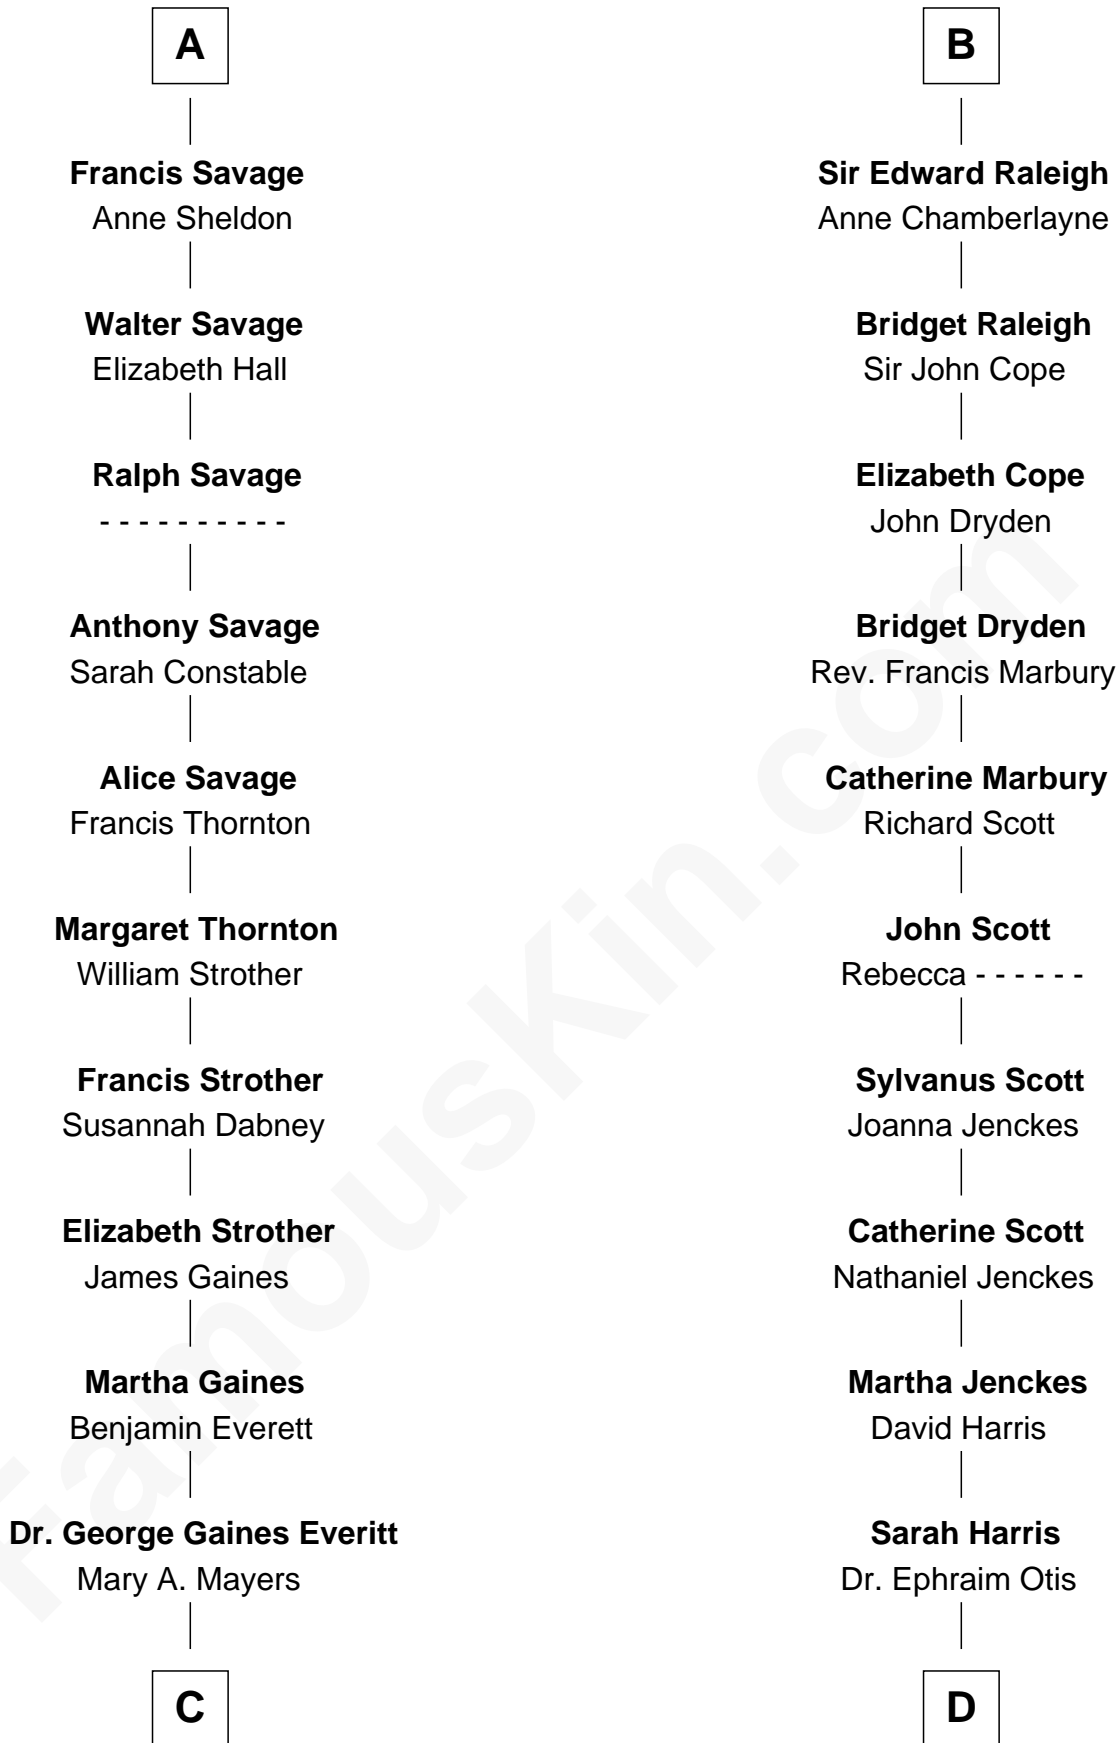 A
Francis Savage
Anne Sheldon
Walter Savage
Elizabeth Hall
Ralph Savage
- - - - - - - - - -
Anthony Savage
Sarah Constable
Alice Savage
Francis Thornton
Margaret Thornton
William Strother
Francis Strother
Susannah Dabney
Elizabeth Strother
James Gaines
Martha Gaines
Benjamin Everett
Dr. George Gaines Everitt
Mary A. Mayers
C
B
Sir Edward Raleigh
Anne Chamberlayne
Bridget Raleigh
Sir John Cope
Elizabeth Cope
John Dryden
Bridget Dryden
Rev. Francis Marbury
Catherine Marbury
Richard Scott
John Scott
Rebecca - - - - - -
Sylvanus Scott
Joanna Jenckes
Catherine Scott
Nathaniel Jenckes
Martha Jenckes
David Harris
Sarah Harris
Dr. Ephraim Otis
D
FamousKin.com